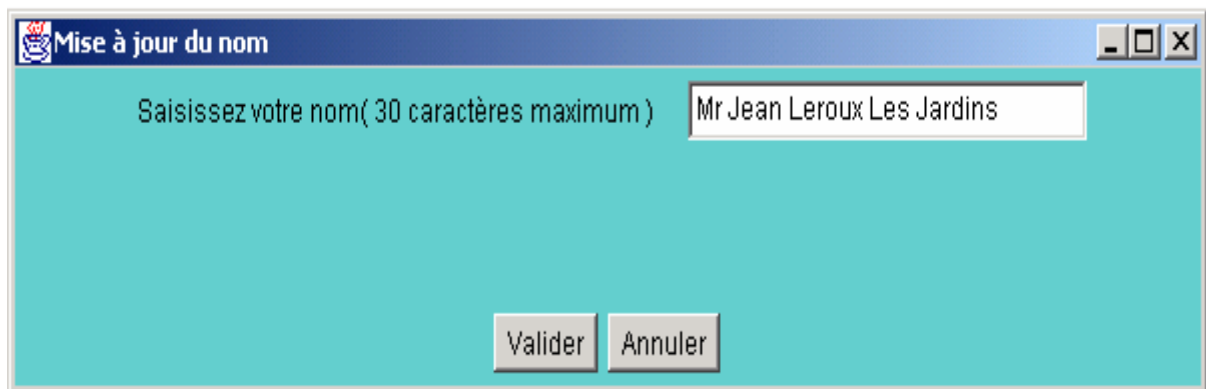 Mise à jour du nom
Saisissez votre nom( 30 caractères maximum ) Mr Jean Leroux Les Jardins
Valider Annuler